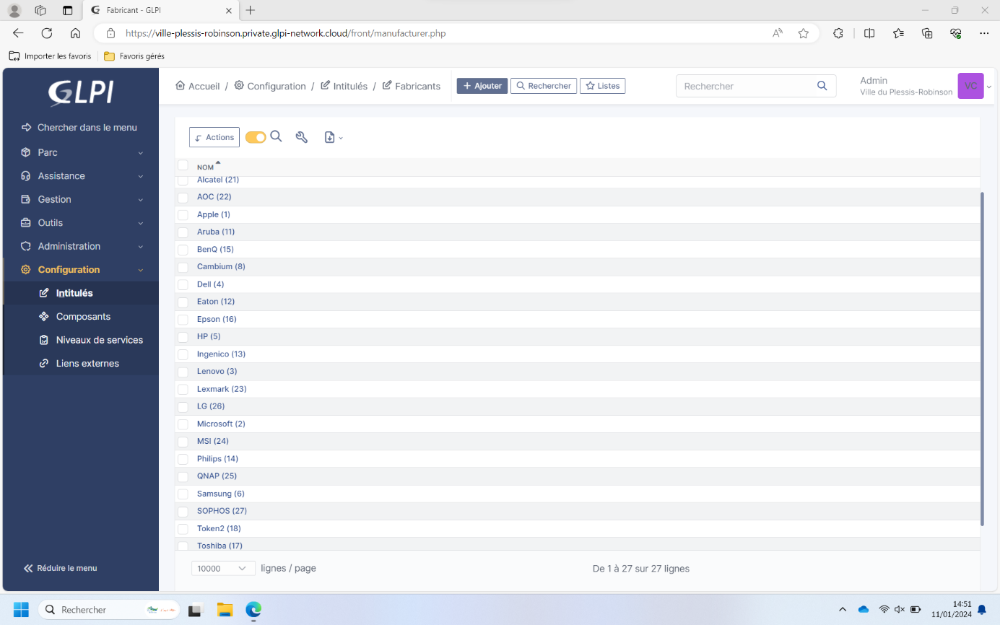 Fabricant - GLPI
https://ville-plessis-robinson.private.glpi-network.cloud/front/manufacturer.php
Importer les favoris
Favoris gérés
GLPI
Accueil / Configuration / Intitulés / Fabricants
Ajouter
Rechercher
Listes
Rechercher
Admin
Ville du Plessis-Robinson
VC
Chercher dans le menu
Parc
Assistance
Gestion
Outils
Administration
Configuration
Intitulés
Composants
Niveaux de services
Liens externes
Réduire le menu
Actions
NOM
Alcatel (21)
AOC (22)
Apple (1)
Aruba (11)
BenQ (15)
Cambium (8)
Dell (4)
Eaton (12)
Epson (16)
HP (5)
Ingenico (13)
Lenovo (3)
Lexmark (23)
LG (26)
Microsoft (2)
MSI (24)
Philips (14)
QNAP (25)
Samsung (6)
SOPHOS (27)
Token2 (18)
Toshiba (17)
10000 lignes / page
De 1 à 27 sur 27 lignes
Rechercher
14:51
11/01/2024